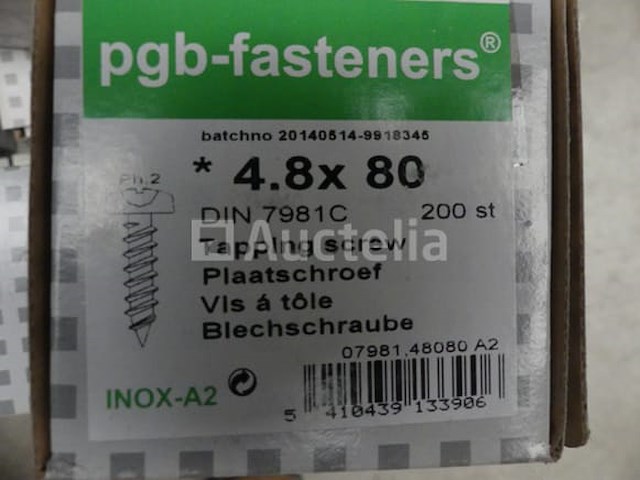 pgb-fasteners®
batchno 20140514-9918345
* 4.8x 80
Ph.2
DIN 7981C 200 st
Auctelia
Tapping screw
Plaatschroef
Vis á tôle
Blechschraube
07981.48080 A2
INOX-A2
5 410439 133906